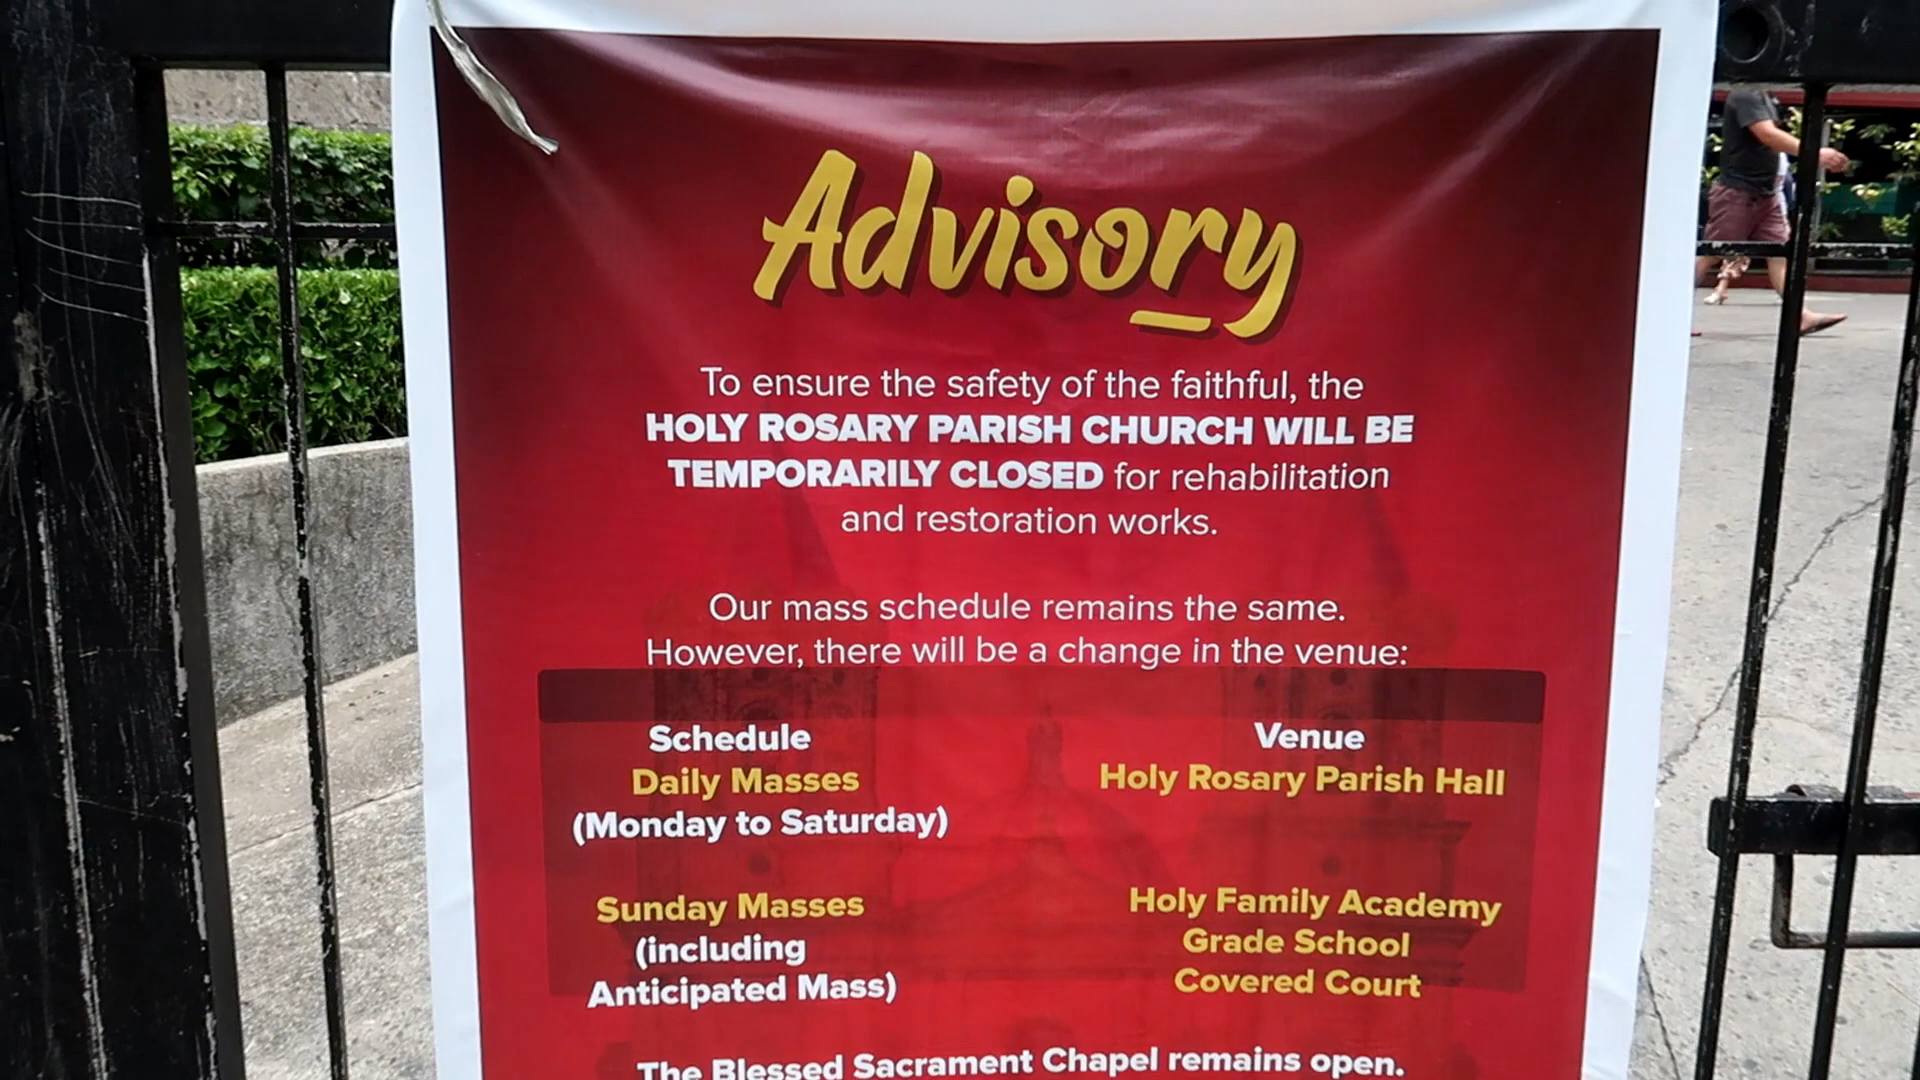 Advisory
To ensure the safety of the faithful, the
HOLY ROSARY PARISH CHURCH WILL BE
TEMPORARILY CLOSED for rehabilitation
and restoration works.
Our mass schedule remains the same.
However, there will be a change in the venue:
Schedule Venue
Daily Masses Holy Rosary Parish Hall
(Monday to Saturday)
Sunday Masses Holy Family Academy
(including Grade School
Anticipated Mass) Covered Court
The Blessed Sacrament Chapel remains open.